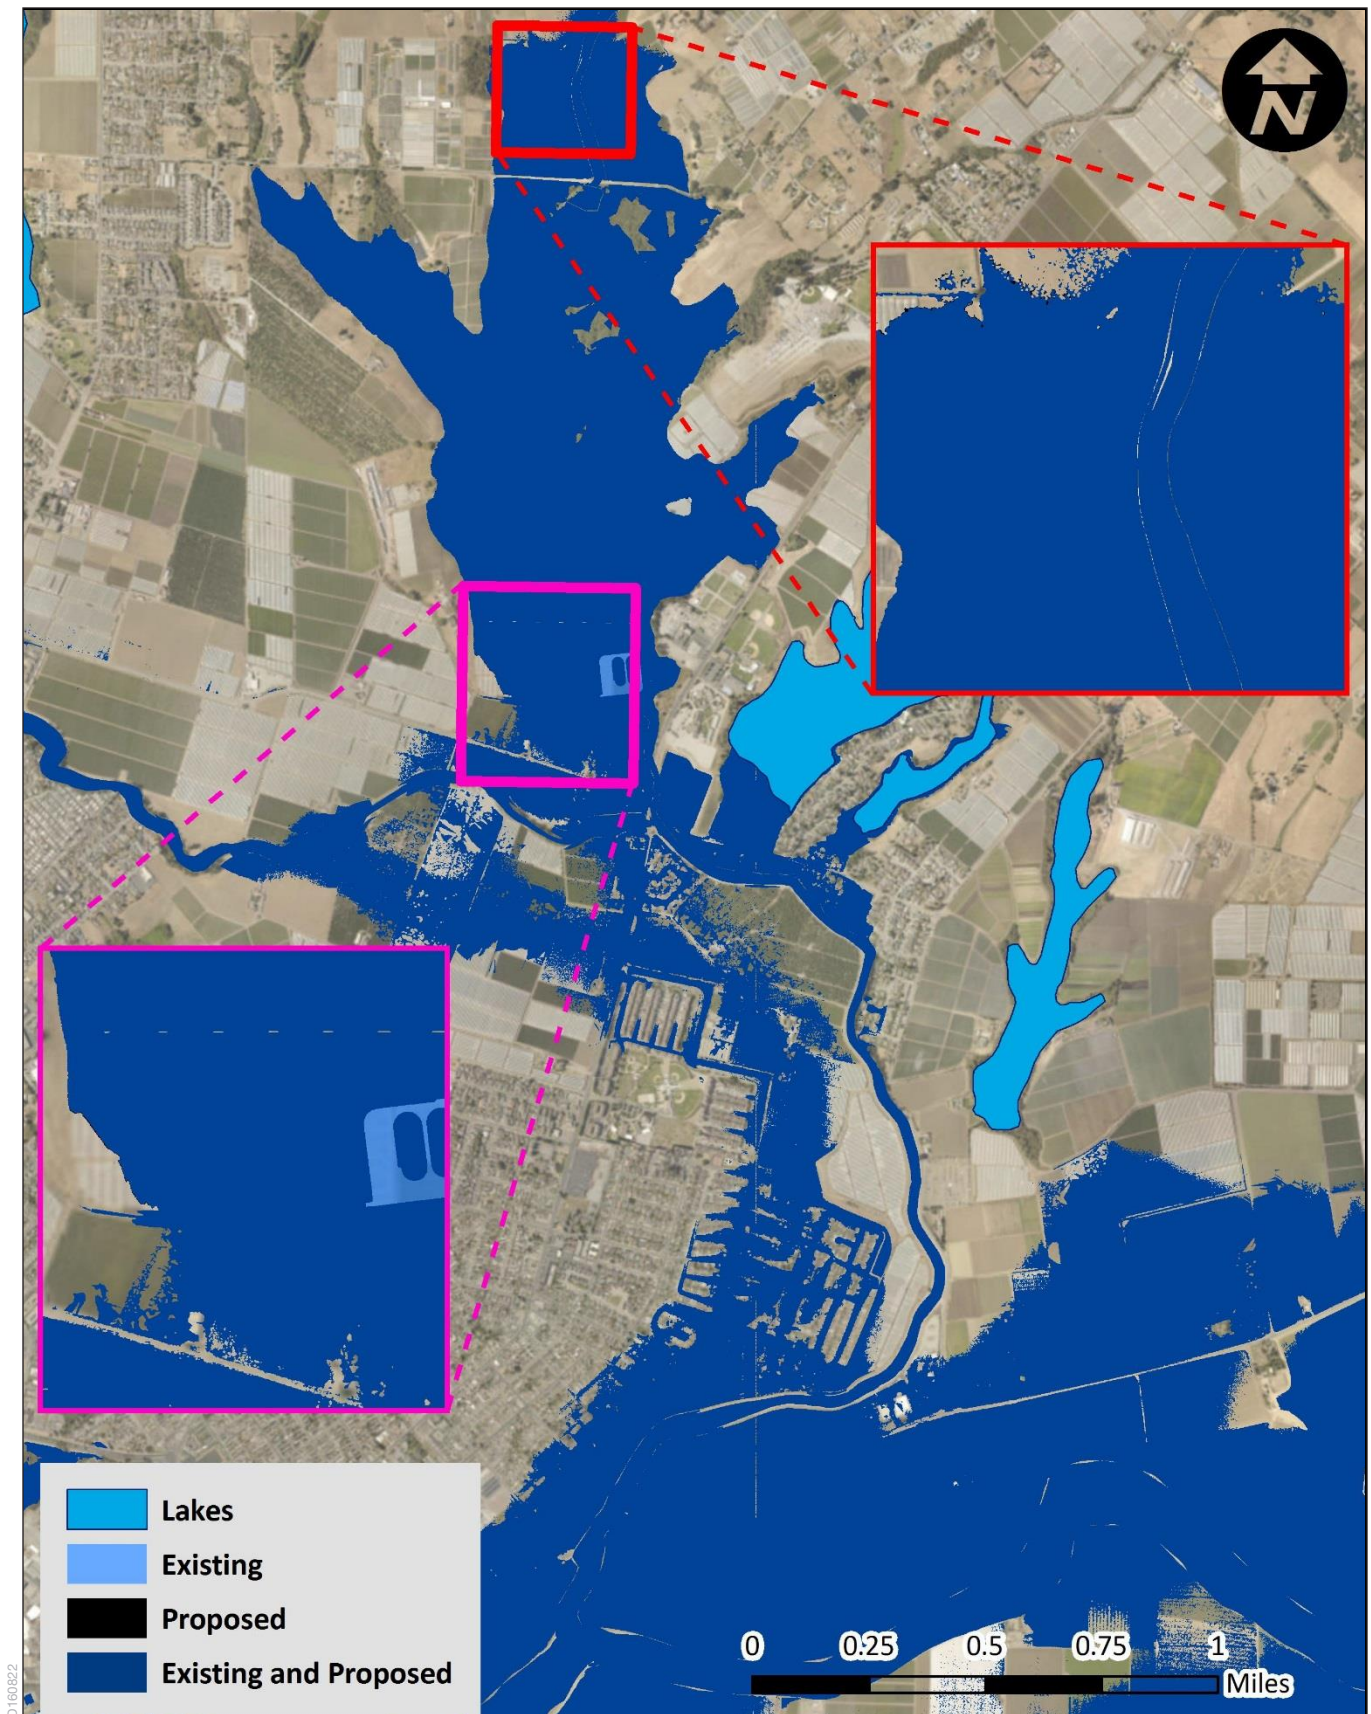 N
Lakes
Existing
Proposed
Existing and Proposed
0 0.25 0.5 0.75 1
Miles